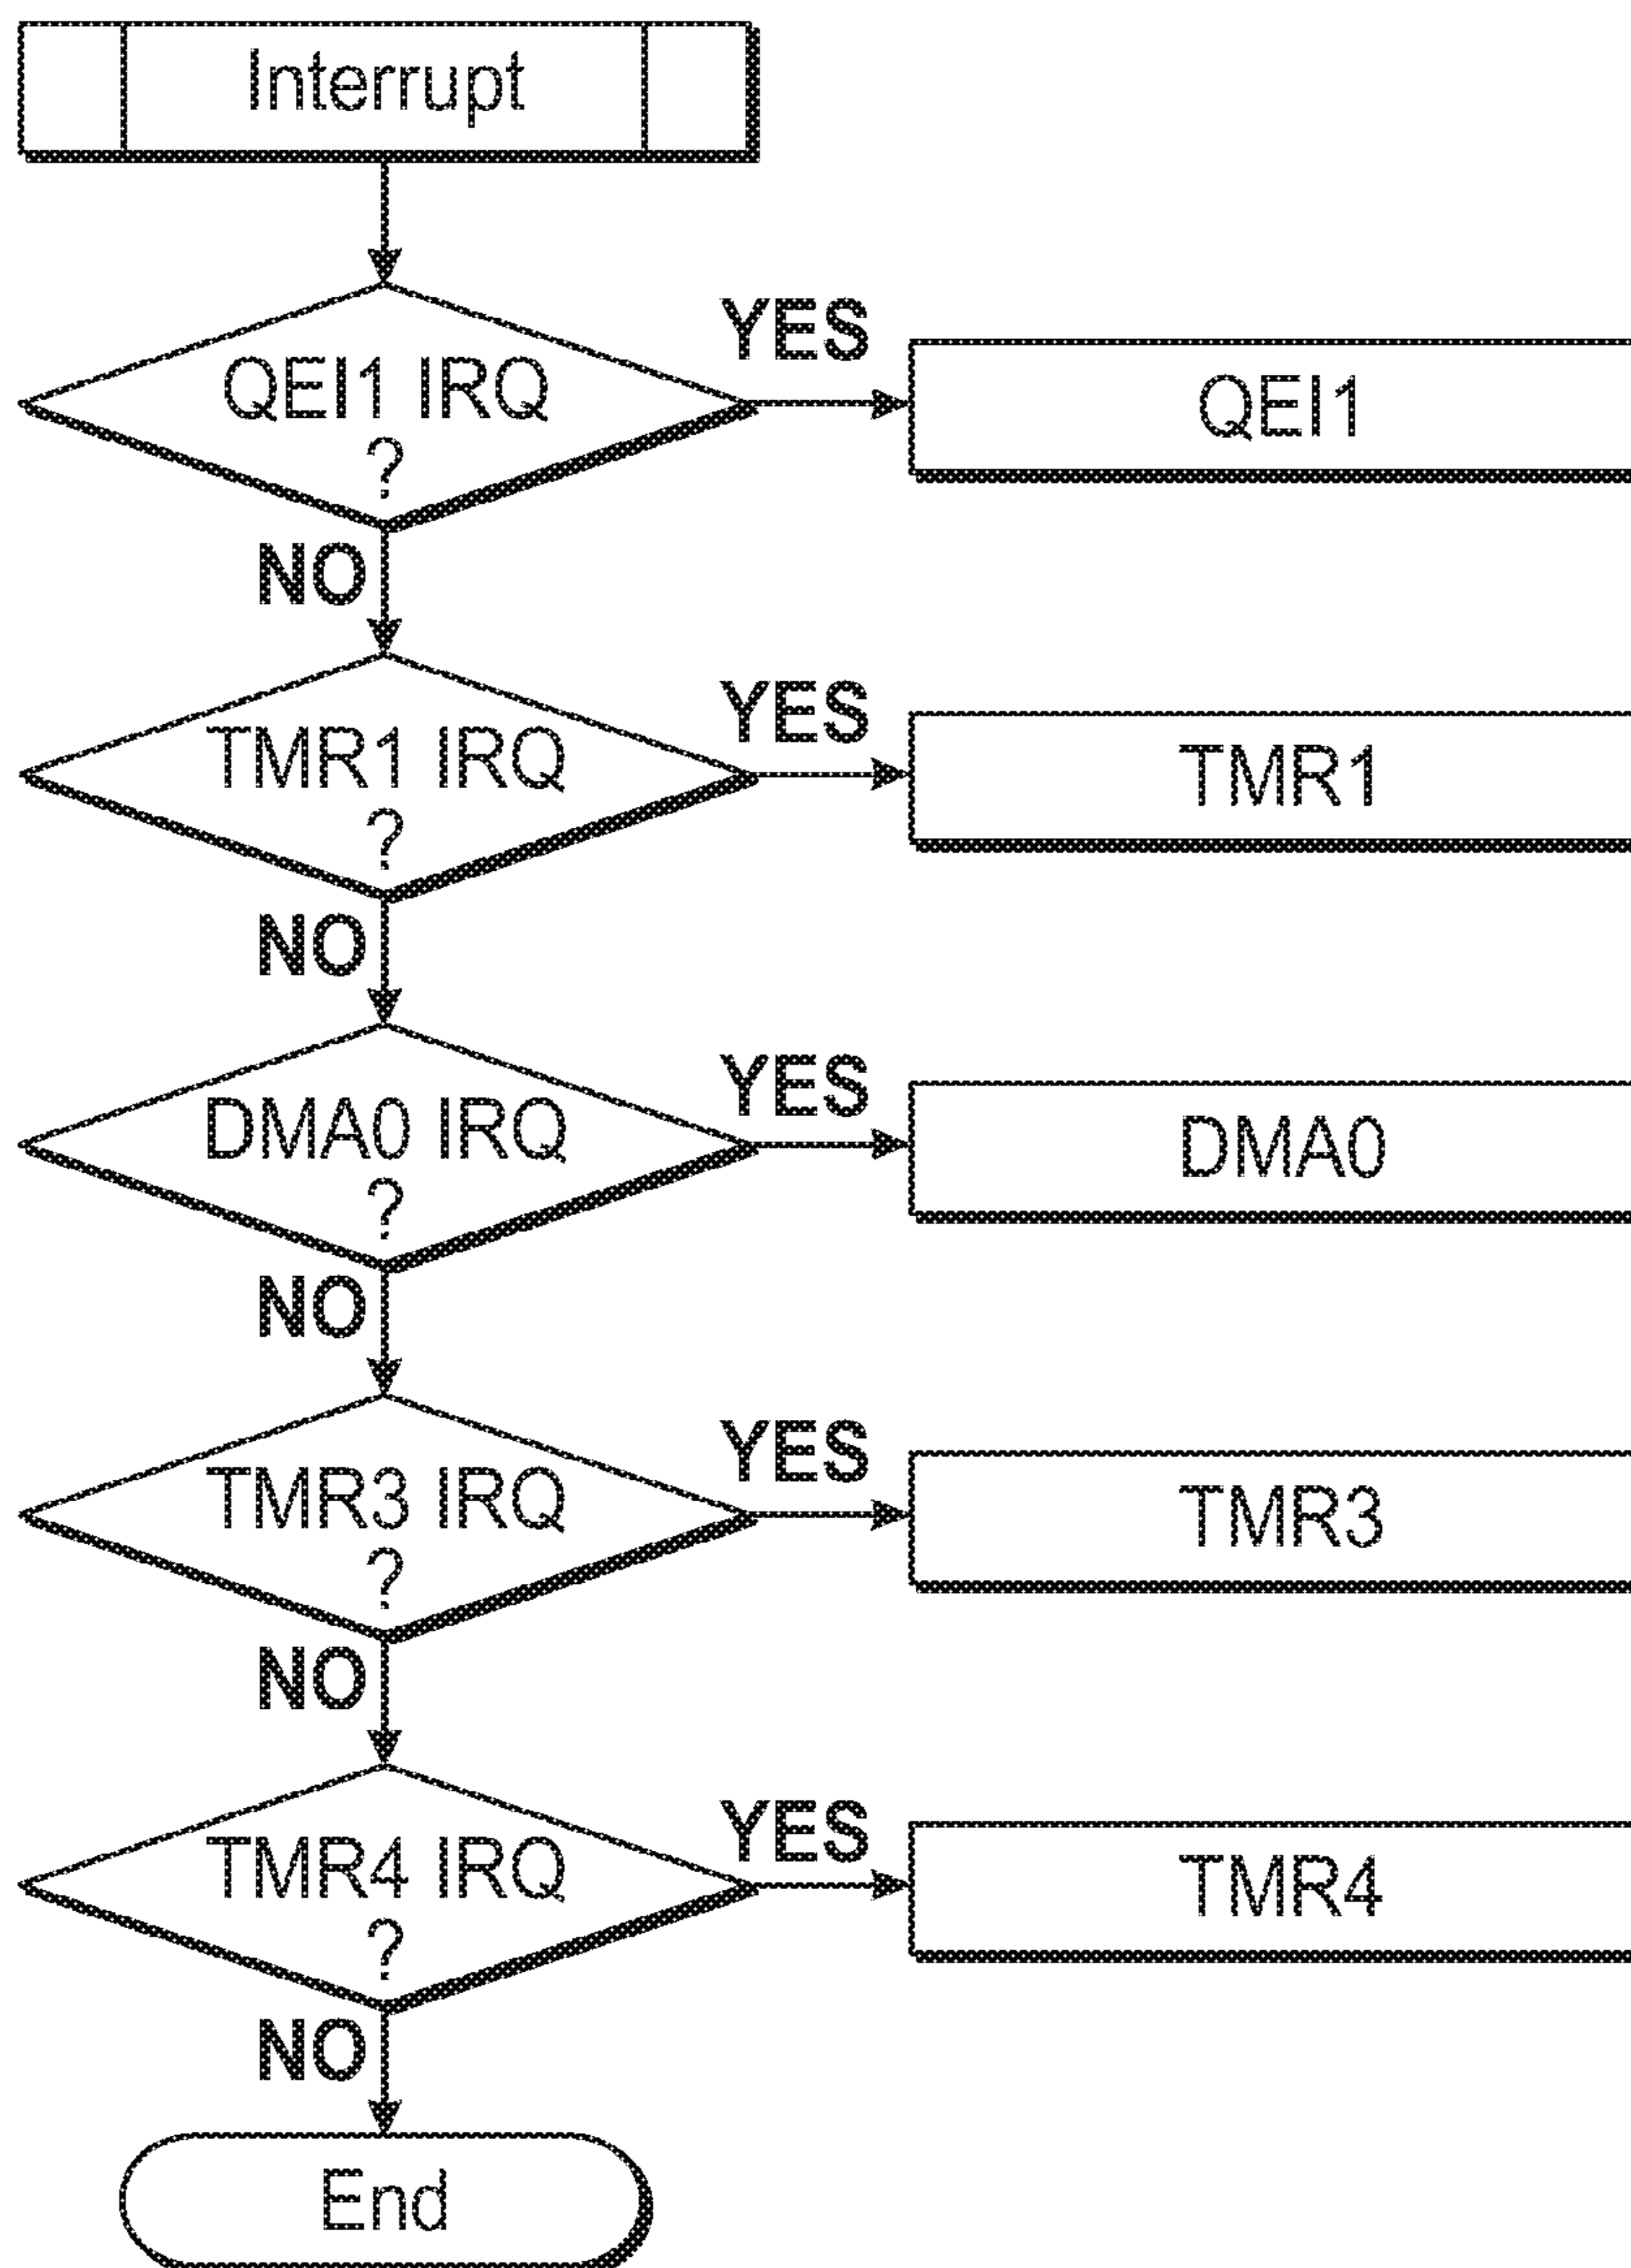 Interrupt
QEI1 IRQ
?
YES
QEI1
NO
TMR1 IRQ
?
YES
TMR1
NO
DMA0 IRQ
?
YES
DMA0
NO
TMR3 IRQ
?
YES
TMR3
NO
TMR4 IRQ
?
YES
TMR4
NO
End